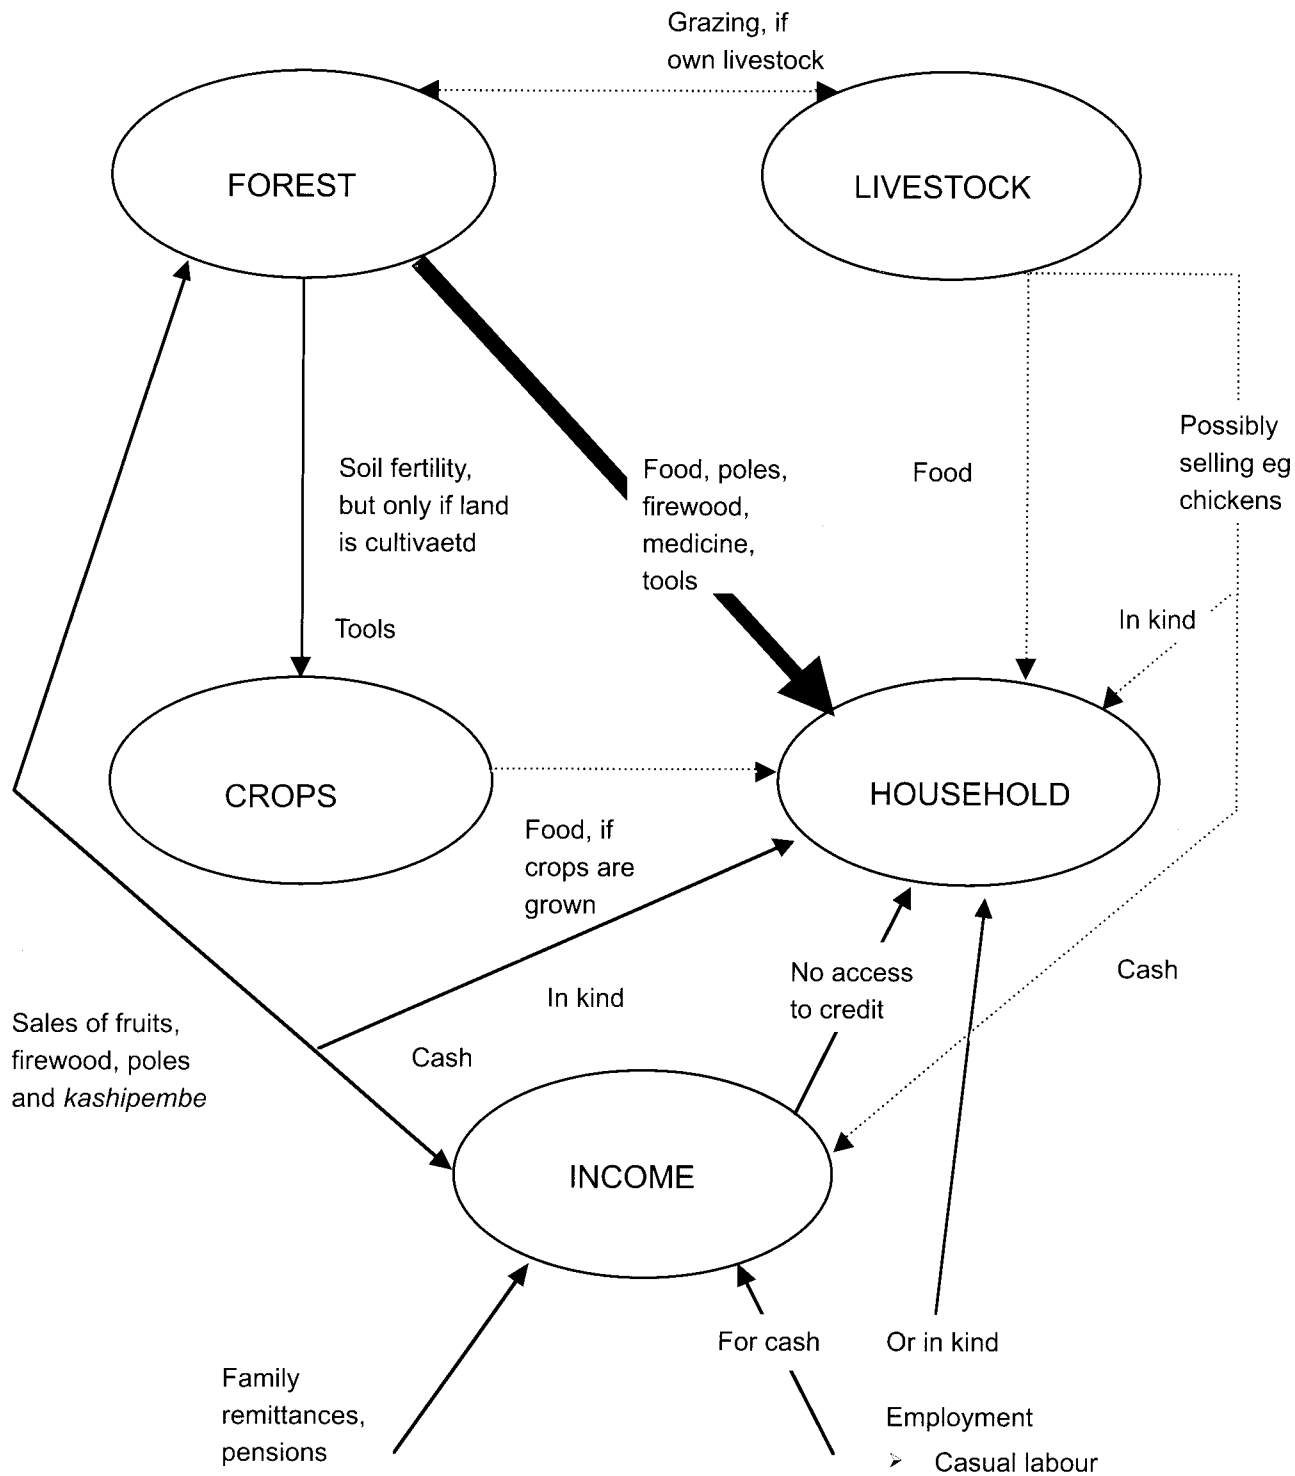 Grazing, if
own livestock
FOREST
LIVESTOCK
Possibly
selling eg
chickens
Soil fertility,
but only if land
is cultivaetd
Food, poles,
firewood,
medicine,
tools
Food
In kind
Tools
CROPS
HOUSEHOLD
Food, if
crops are
grown
No access
to credit
Cash
In kind
Sales of fruits,
firewood, poles
and kashipembe
Cash
INCOME
For cash
Or in kind
Family
remittances,
pensions
Employment
➢ Casual labour